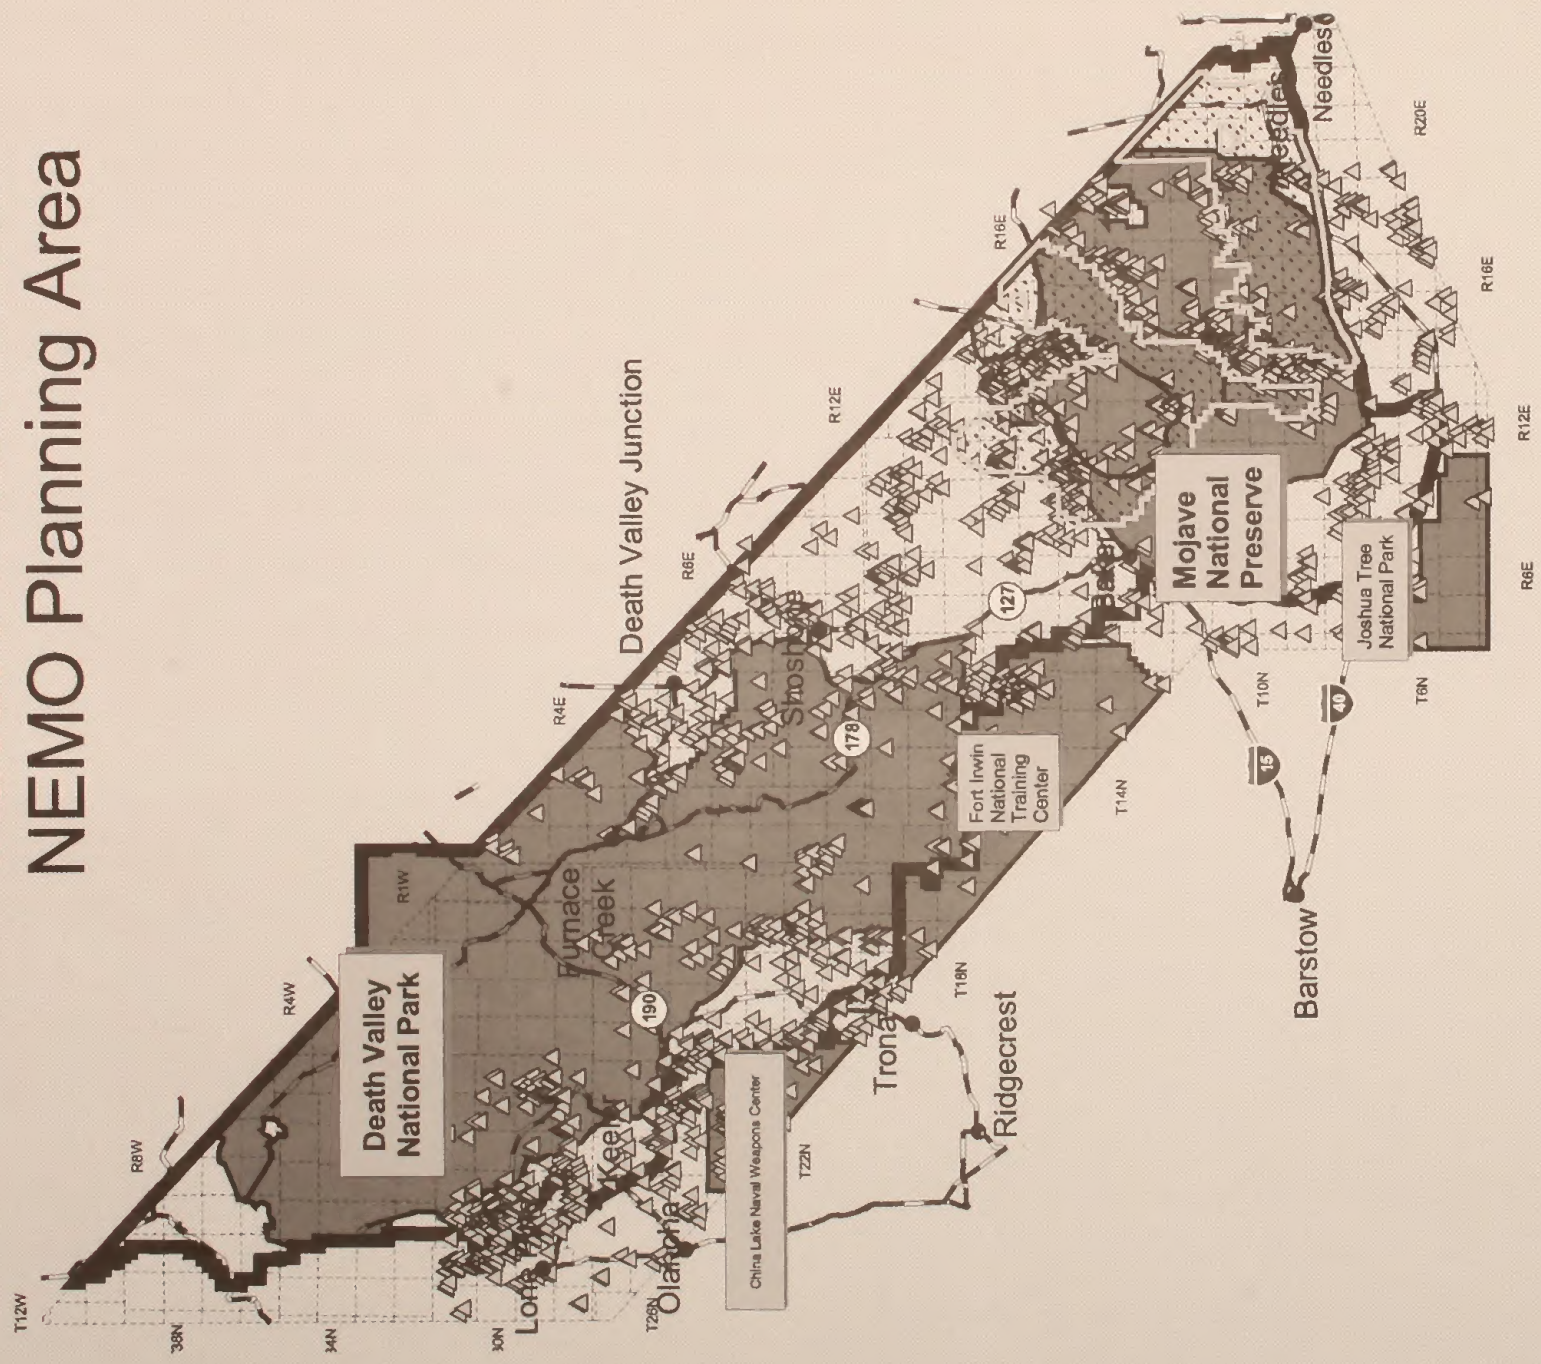 NEMO Planning Area
T12W
R8W
R4W
R1W
R4E
R6E
R12E
R16E
38N
34N
30N
T26N
T22N
T18N
T14N
T10N
T6N
R6E
R12E
R16E
R20E
Death Valley
National Park
Death Valley Junction
Furnace
Creek
Shoshone
Baker
Needles
Mojave
National
Preserve
Joshua Tree
National Park
Fort Irwin
National
Training
Center
China Lake Naval Weapons Center
Keeler
Olancha
Trona
Ridgecrest
Barstow
190
178
127
15
40